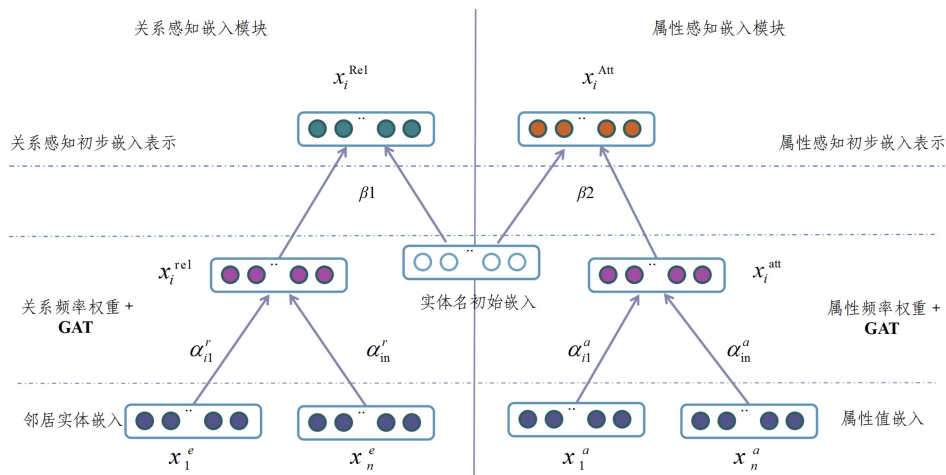 关系感知嵌入模块
属性感知嵌入模块
x_i^Rel
x_i^Att
关系感知初步嵌入表示
属性感知初步嵌入表示
β1
β2
x_i^rel
x_i^att
实体名初始嵌入
关系频率权重 +
GAT
属性频率权重 +
GAT
α_i1^r
α_in^r
α_i1^a
α_in^a
邻居实体嵌入
属性值嵌入
x_1^e
x_n^e
x_1^a
x_n^a